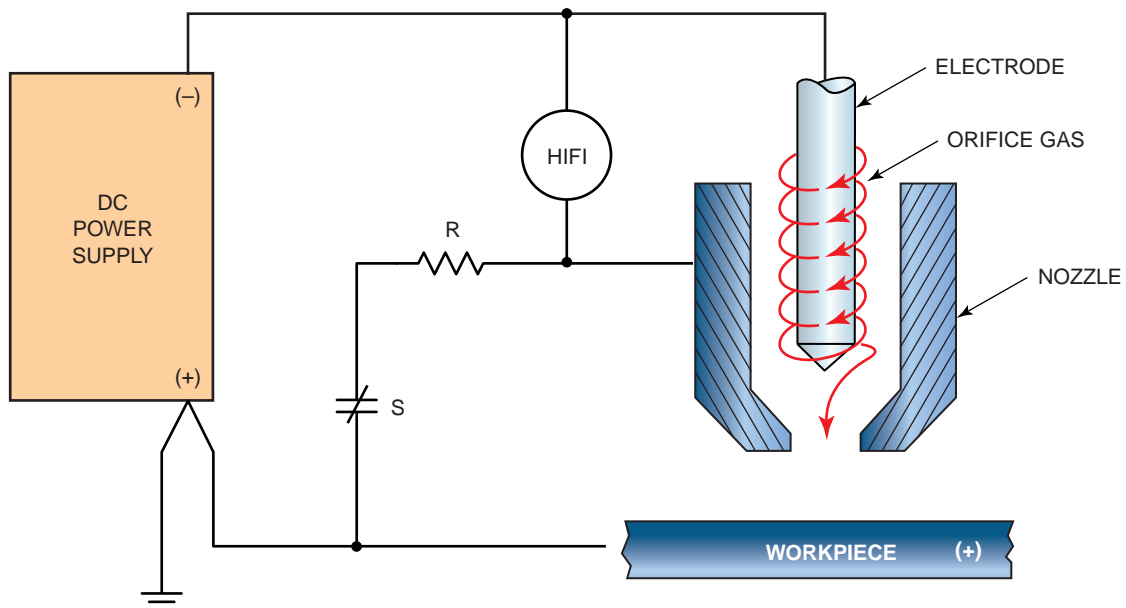 (–)
DC
POWER
SUPPLY
(+)
HIFI
R
S
ELECTRODE
ORIFICE GAS
NOZZLE
WORKPIECE (+)